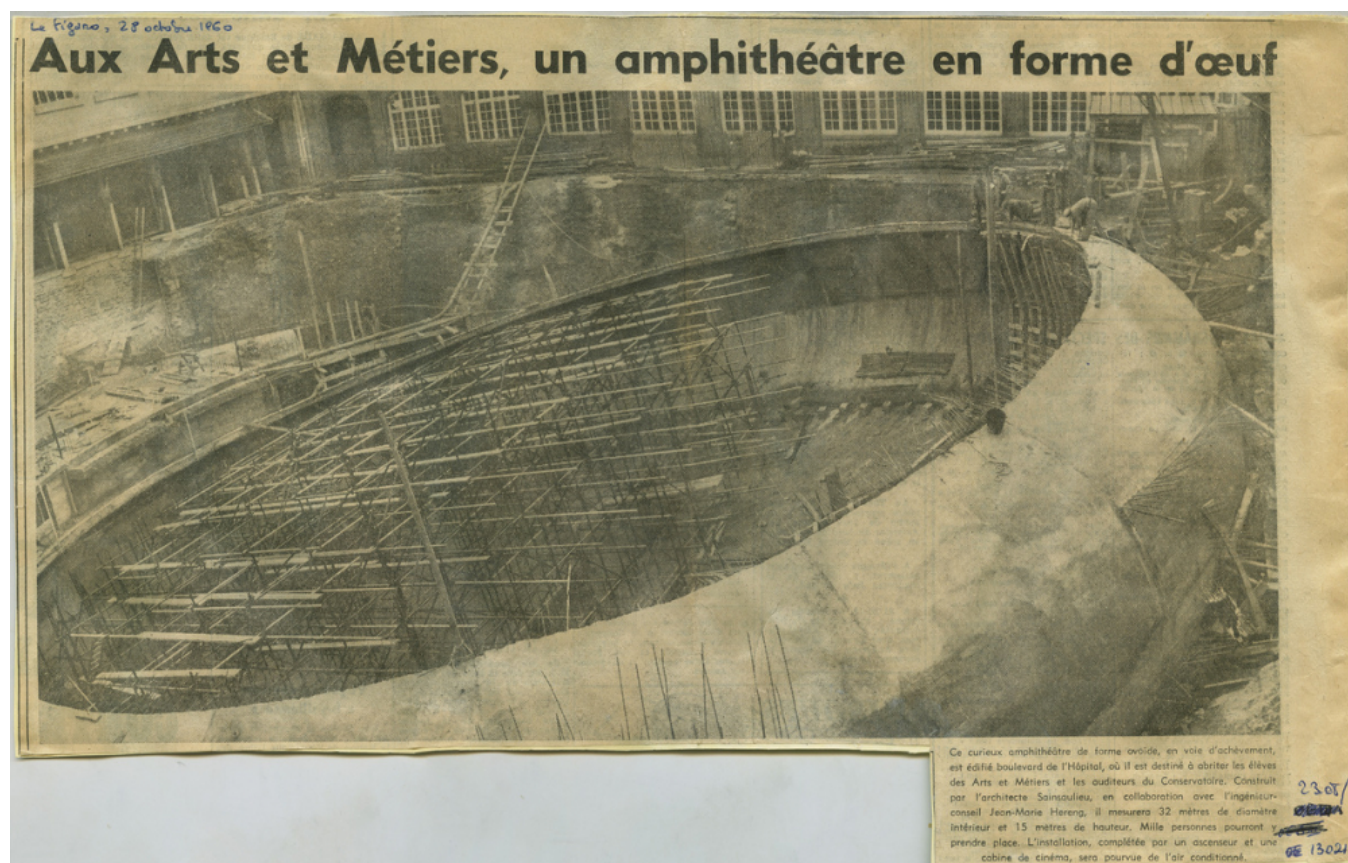 Le Figaro, 28 octobre 1960
Aux Arts et Métiers, un amphithéâtre en forme d'œuf
Ce curieux amphithéâtre de forme ovoïde, en voie d'achèvement,
est édifié boulevard de l'Hôpital, où il est destiné à abriter les élèves
des Arts et Métiers et les auditeurs du Conservatoire. Construit
par l'architecte Sainsaulieu, en collaboration avec l'ingénieur-
conseil Jean-Marie Hereng, il mesurera 32 mètres de diamètre
intérieur et 15 mètres de hauteur. Mille personnes pourront y
prendre place. L'installation, complétée par un ascenseur et une
cabine de cinéma, sera pourvue de l'air conditionné.